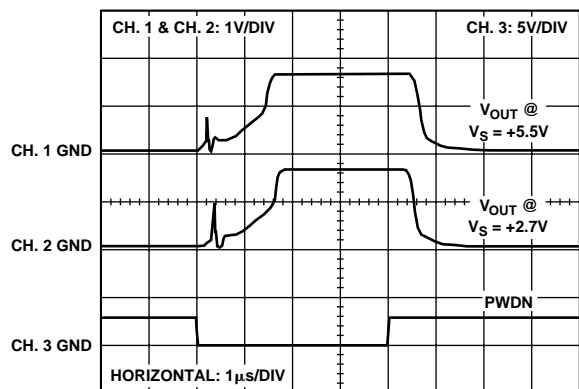 CH. 1 & CH. 2: 1V/DIV
CH. 3: 5V/DIV
VOUT @
VS = +5.5V
CH. 1 GND
VOUT @
VS = +2.7V
CH. 2 GND
PWDN
CH. 3 GND
HORIZONTAL: 1μs/DIV